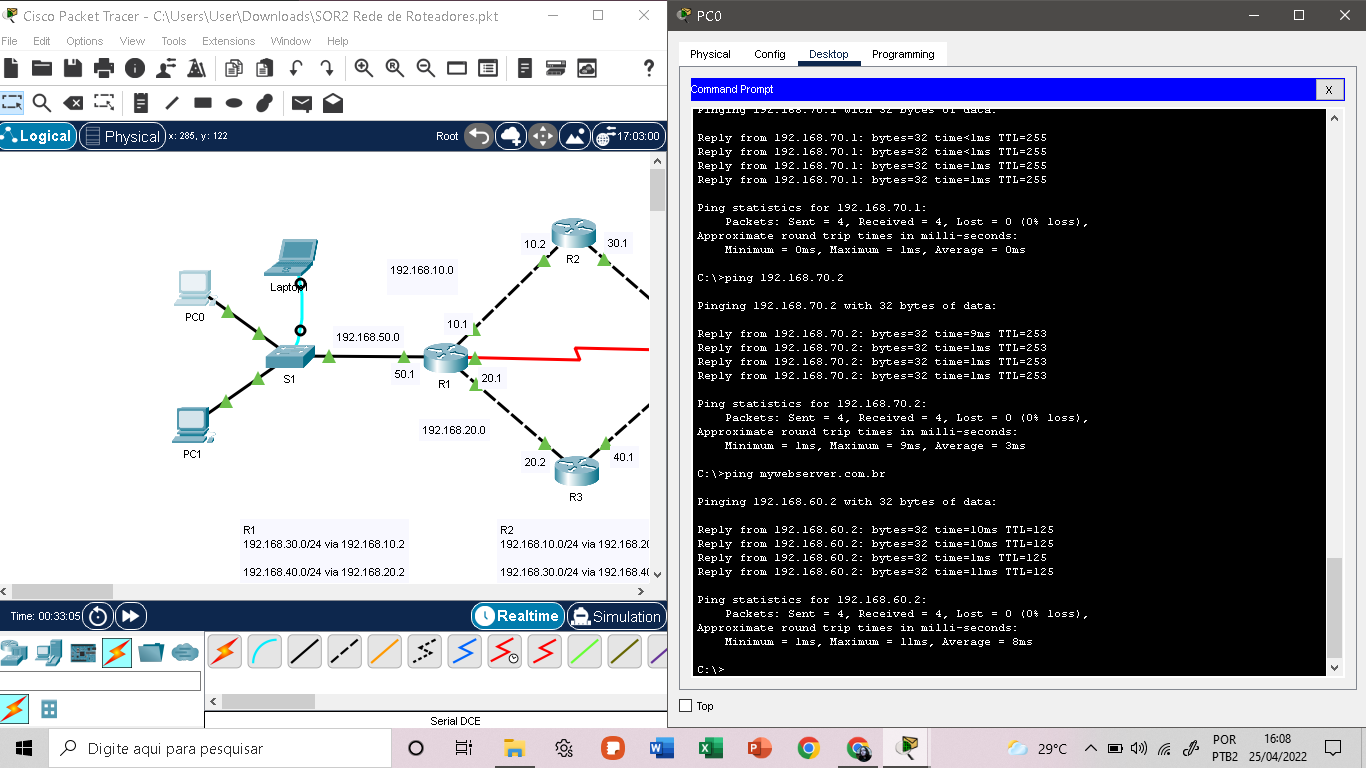 Cisco Packet Tracer - C:\Users\User\Downloads\SOR2 Rede de Roteadores.pkt
File Edit Options View Tools Extensions Window Help
Logical
Physical
x: 285, y: 122
Root
17:03:00
10.2
30.1
R2
192.168.10.0
Laptop1
PC0
10.1
192.168.50.0
S1
50.1
R1
20.1
192.168.20.0
PC1
20.2
40.1
R3
R1
192.168.30.0/24 via 192.168.10.2
192.168.40.0/24 via 192.168.20.2
R2
192.168.10.0/24 via 192.168.20
192.168.30.0/24 via 192.168.40
Time: 00:33:05
Realtime
Simulation
Serial DCE
PC0
Physical Config Desktop Programming
Command Prompt
X
Pinging 192.168.70.1 with 32 bytes of data:
Reply from 192.168.70.1: bytes=32 time<1ms TTL=255
Reply from 192.168.70.1: bytes=32 time<1ms TTL=255
Reply from 192.168.70.1: bytes=32 time=1ms TTL=255
Reply from 192.168.70.1: bytes=32 time=1ms TTL=255
Ping statistics for 192.168.70.1:
Packets: Sent = 4, Received = 4, Lost = 0 (0% loss),
Approximate round trip times in milli-seconds:
Minimum = 0ms, Maximum = 1ms, Average = 0ms
C:\>ping 192.168.70.2
Pinging 192.168.70.2 with 32 bytes of data:
Reply from 192.168.70.2: bytes=32 time=9ms TTL=253
Reply from 192.168.70.2: bytes=32 time=1ms TTL=253
Reply from 192.168.70.2: bytes=32 time=1ms TTL=253
Reply from 192.168.70.2: bytes=32 time=1ms TTL=253
Ping statistics for 192.168.70.2:
Packets: Sent = 4, Received = 4, Lost = 0 (0% loss),
Approximate round trip times in milli-seconds:
Minimum = 1ms, Maximum = 9ms, Average = 3ms
C:\>ping mywebserver.com.br
Pinging 192.168.60.2 with 32 bytes of data:
Reply from 192.168.60.2: bytes=32 time=10ms TTL=125
Reply from 192.168.60.2: bytes=32 time=10ms TTL=125
Reply from 192.168.60.2: bytes=32 time=1ms TTL=125
Reply from 192.168.60.2: bytes=32 time=11ms TTL=125
Ping statistics for 192.168.60.2:
Packets: Sent = 4, Received = 4, Lost = 0 (0% loss),
Approximate round trip times in milli-seconds:
Minimum = 1ms, Maximum = 11ms, Average = 8ms
C:\>
Top
Digite aqui para pesquisar
29°C
POR
PTB2
16:08
25/04/2022